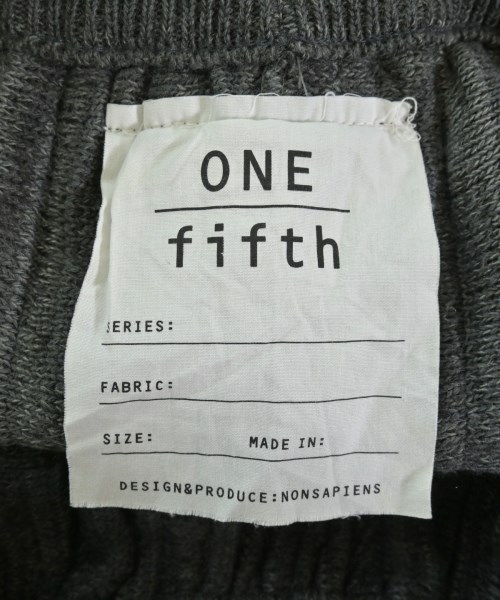 ONE
fifth
SERIES:
FABRIC:
SIZE: MADE IN:
DESIGN&PRODUCE:NONSAPIENS